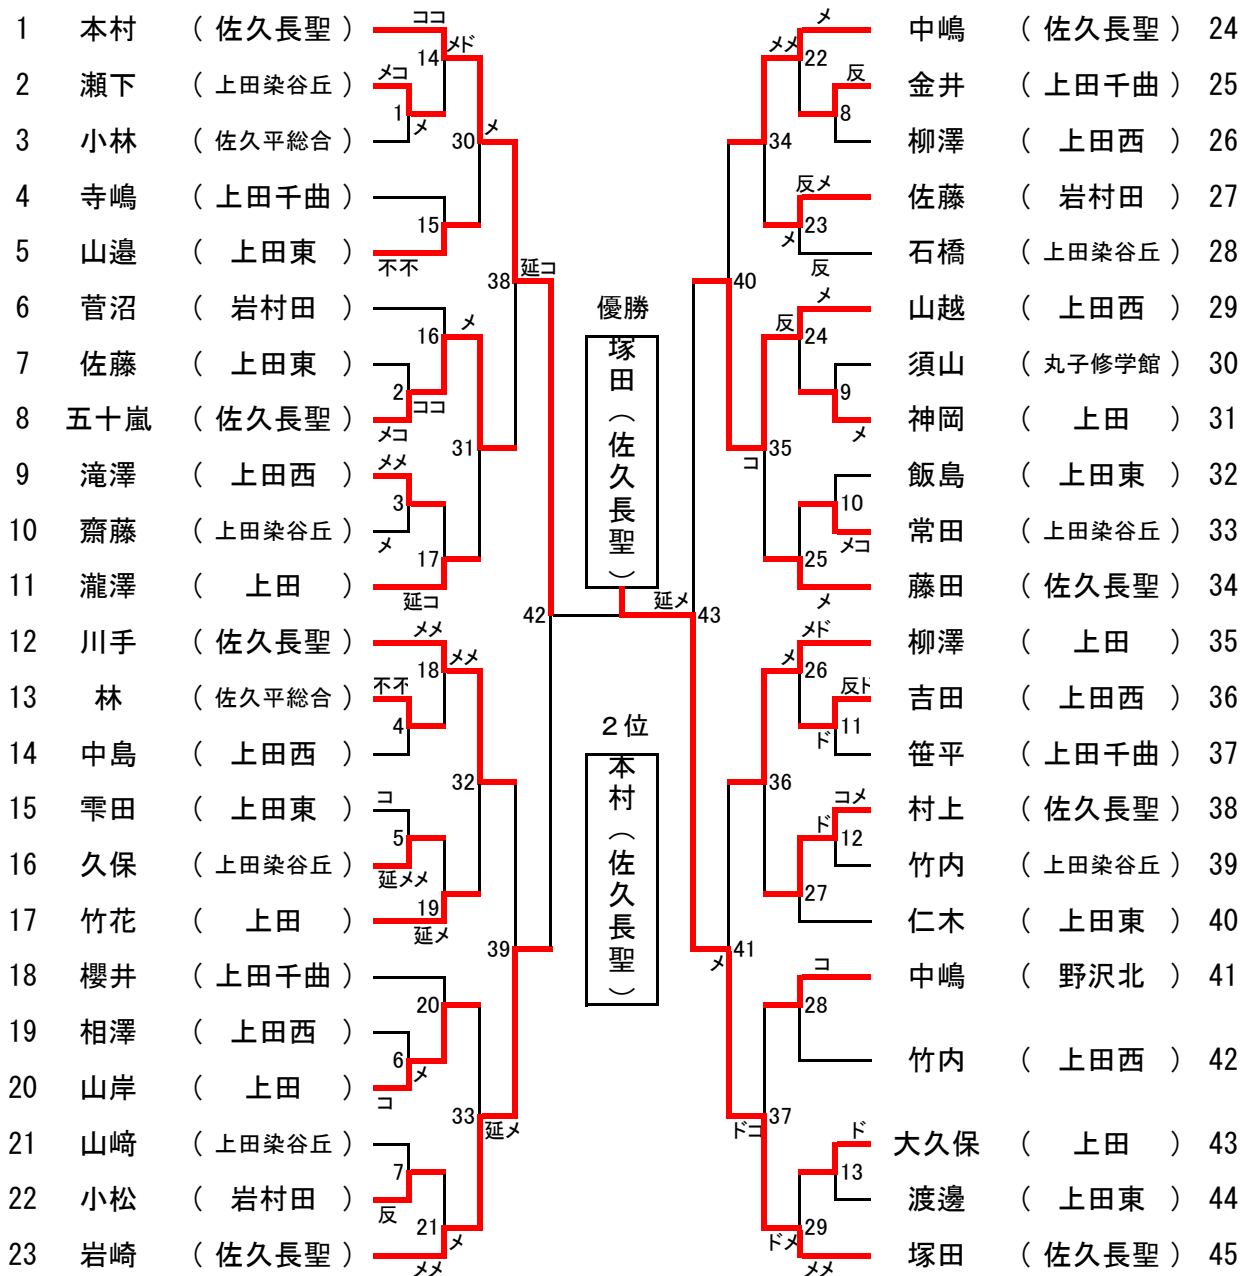 1 本村 (佐久長聖)
2 瀬下 (上田染谷丘)
3 小林 (佐久平総合)
4 寺嶋 (上田千曲)
5 山邉 (上田東)
6 菅沼 (岩村田)
7 佐藤 (上田東)
8 五十嵐 (佐久長聖)
9 滝澤 (上田西)
10 齋藤 (上田染谷丘)
11 瀧澤 (上田)
12 川手 (佐久長聖)
13 林 (佐久平総合)
14 中島 (上田西)
15 雫田 (上田東)
16 久保 (上田染谷丘)
17 竹花 (上田)
18 櫻井 (上田千曲)
19 相澤 (上田西)
20 山岸 (上田)
21 山﨑 (上田染谷丘)
22 小松 (岩村田)
23 岩崎 (佐久長聖)
ココ
14
メド
メコ
1
メ
30
メ
15
不不
38
延コ
16
メ
2
ココ
メコ
31
メメ
3
メ
17
延コ
42
メメ
18
メメ
不不
4
32
コ
5
延メメ
19
延メ
39
20
6
メ
コ
33
延メ
7
反
21
メ
メメ
優勝
塚田(佐久長聖)
延メ
43
2位
本村(佐久長聖)
メ
メメ
22
反
8
34
反メ
23
メ
反
40
メ
反
24
9
メ
35
コ
10
メコ
25
メ
メド
メ
26
反ド
11
ド
36
コメ
ド
12
27
41
メ
コ
28
37
ドコ
ド
13
29
ドメ
メメ
中嶋 (佐久長聖) 24
金井 (上田千曲) 25
柳澤 (上田西) 26
佐藤 (岩村田) 27
石橋 (上田染谷丘) 28
山越 (上田西) 29
須山 (丸子修学館) 30
神岡 (上田) 31
飯島 (上田東) 32
常田 (上田染谷丘) 33
藤田 (佐久長聖) 34
柳澤 (上田) 35
吉田 (上田西) 36
笹平 (上田千曲) 37
村上 (佐久長聖) 38
竹内 (上田染谷丘) 39
仁木 (上田東) 40
中嶋 (野沢北) 41
竹内 (上田西) 42
大久保 (上田) 43
渡邊 (上田東) 44
塚田 (佐久長聖) 45